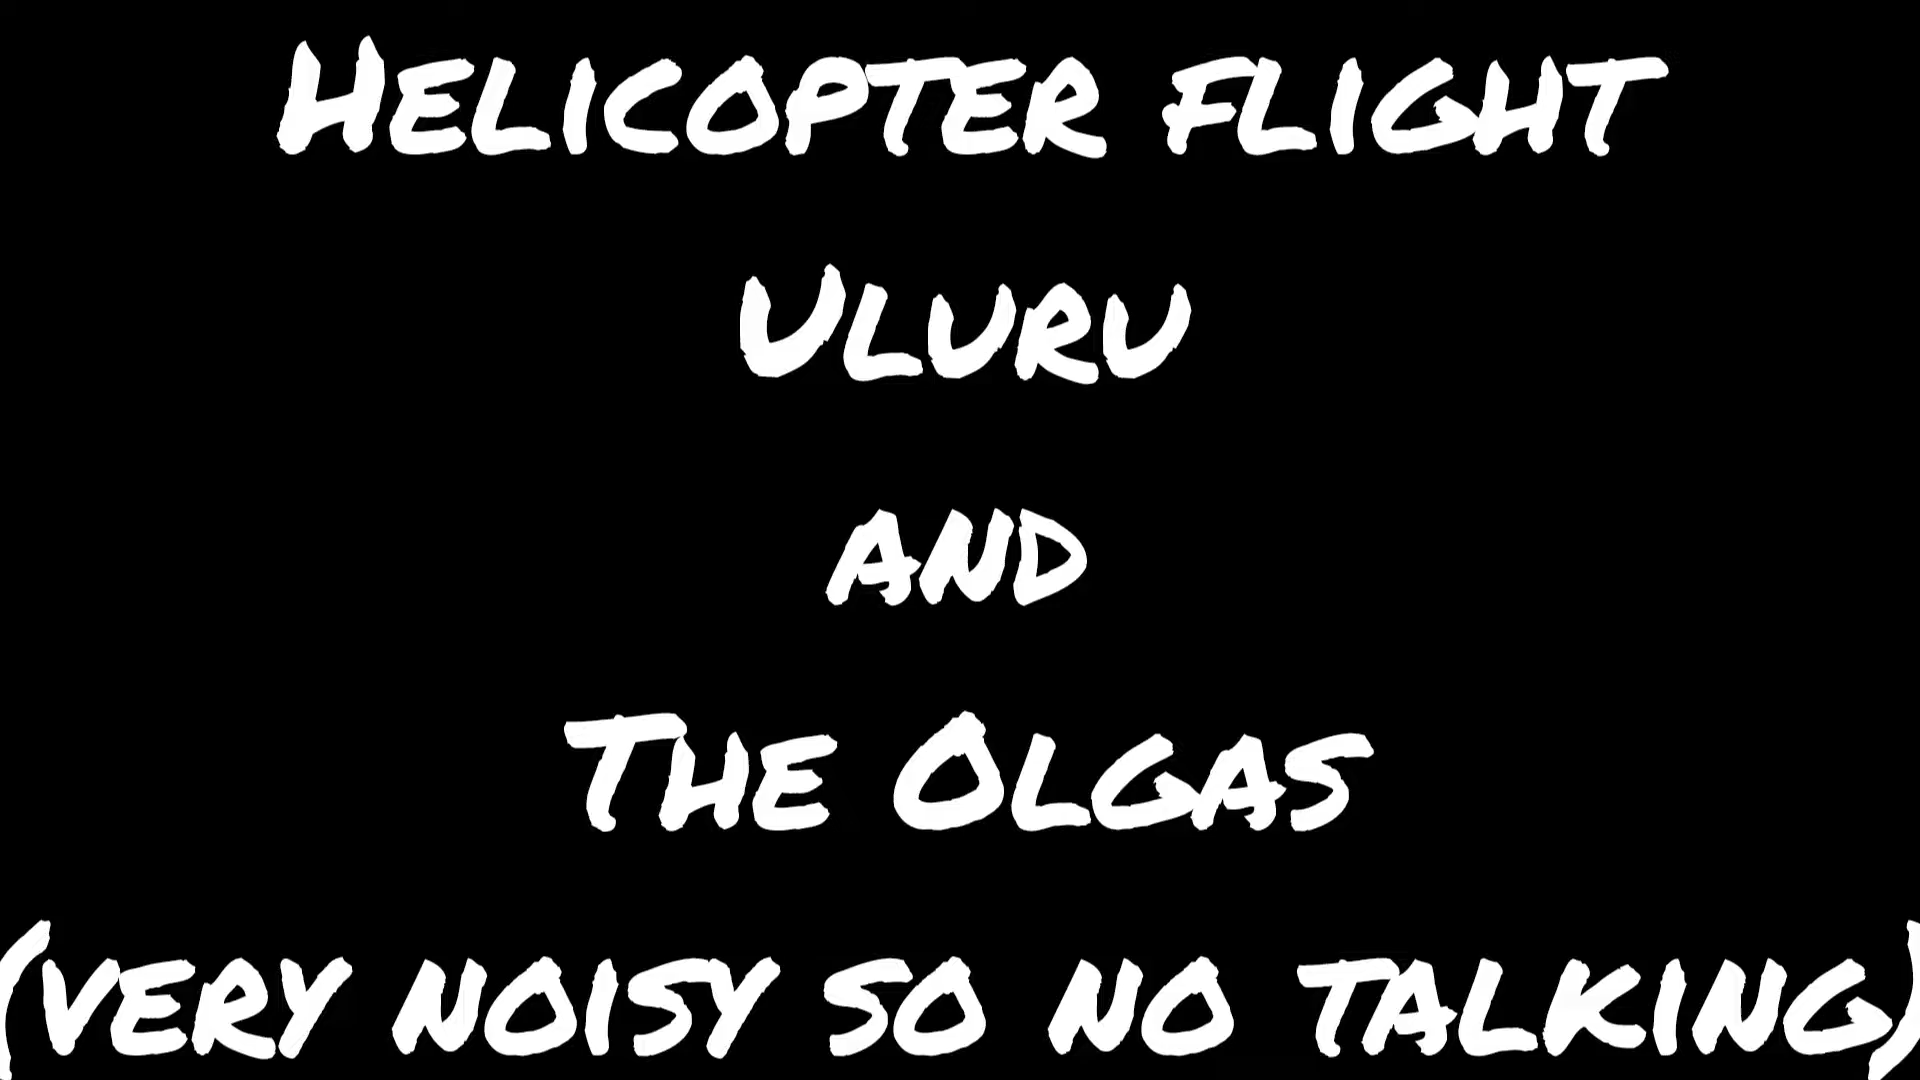 Helicopter flight
Uluru
and
The Olgas
(very noisy so no talking)